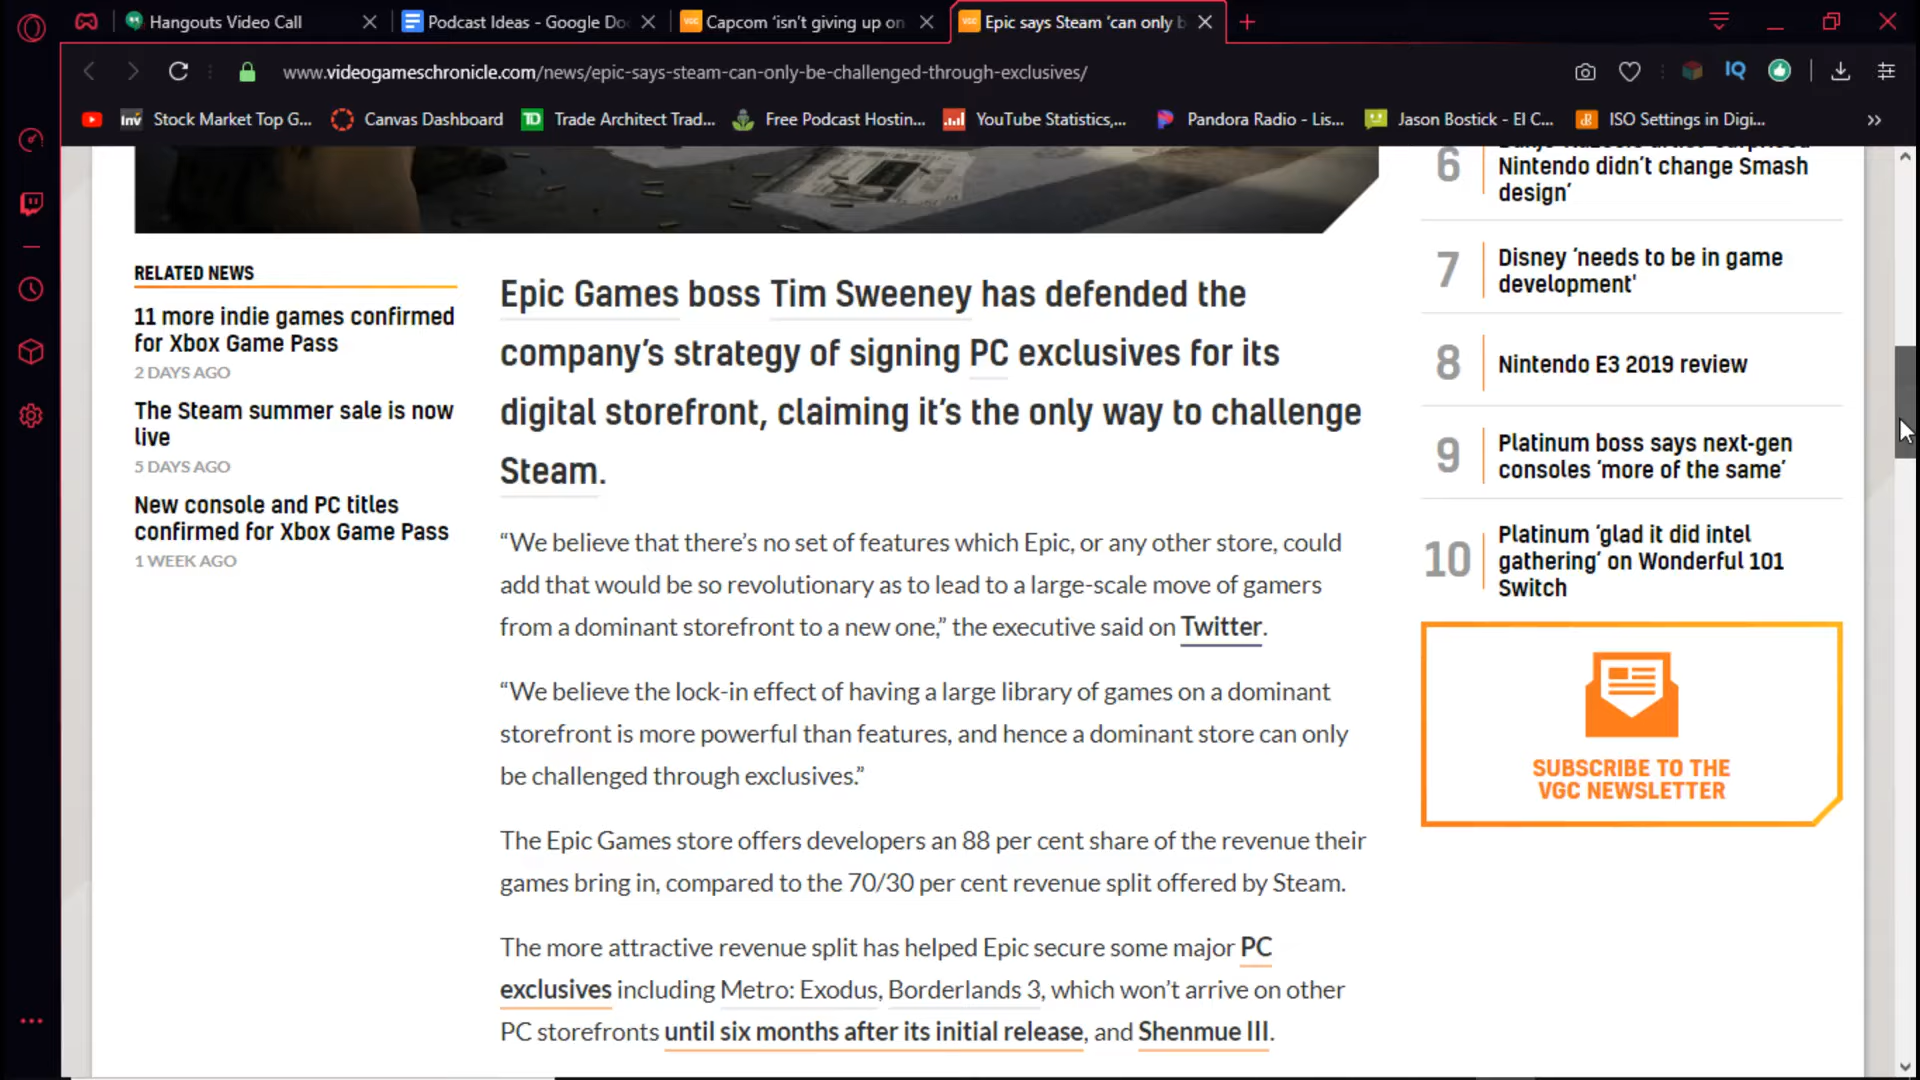 Hangouts Video Call
Podcast Ideas - Google Do
Capcom ‘isn't giving up on
Epic says Steam ‘can only b
www.videogameschronicle.com/news/epic-says-steam-can-only-be-challenged-through-exclusives/
IQ
Inv Stock Market Top G...
Canvas Dashboard
TD Trade Architect Trad...
Free Podcast Hostin...
YouTube Statistics,...
Pandora Radio - Lis...
Jason Bostick - El C...
ISO Settings in Digi...
RELATED NEWS
11 more indie games confirmed
for Xbox Game Pass
2 DAYS AGO
The Steam summer sale is now
live
5 DAYS AGO
New console and PC titles
confirmed for Xbox Game Pass
1 WEEK AGO
Epic Games boss Tim Sweeney has defended the
company's strategy of signing PC exclusives for its
digital storefront, claiming it's the only way to challenge
Steam.
“We believe that there's no set of features which Epic, or any other store, could
add that would be so revolutionary as to lead to a large-scale move of gamers
from a dominant storefront to a new one,” the executive said on Twitter.
“We believe the lock-in effect of having a large library of games on a dominant
storefront is more powerful than features, and hence a dominant store can only
be challenged through exclusives.”
The Epic Games store offers developers an 88 per cent share of the revenue their
games bring in, compared to the 70/30 per cent revenue split offered by Steam.
The more attractive revenue split has helped Epic secure some major PC
exclusives including Metro: Exodus, Borderlands 3, which won't arrive on other
PC storefronts until six months after its initial release, and Shenmue III.
6
Nintendo didn't change Smash
design’
7
Disney ‘needs to be in game
development'
8
Nintendo E3 2019 review
9
Platinum boss says next-gen
consoles ‘more of the same’
10
Platinum ‘glad it did intel
gathering’ on Wonderful 101
Switch
SUBSCRIBE TO THE
VGC NEWSLETTER